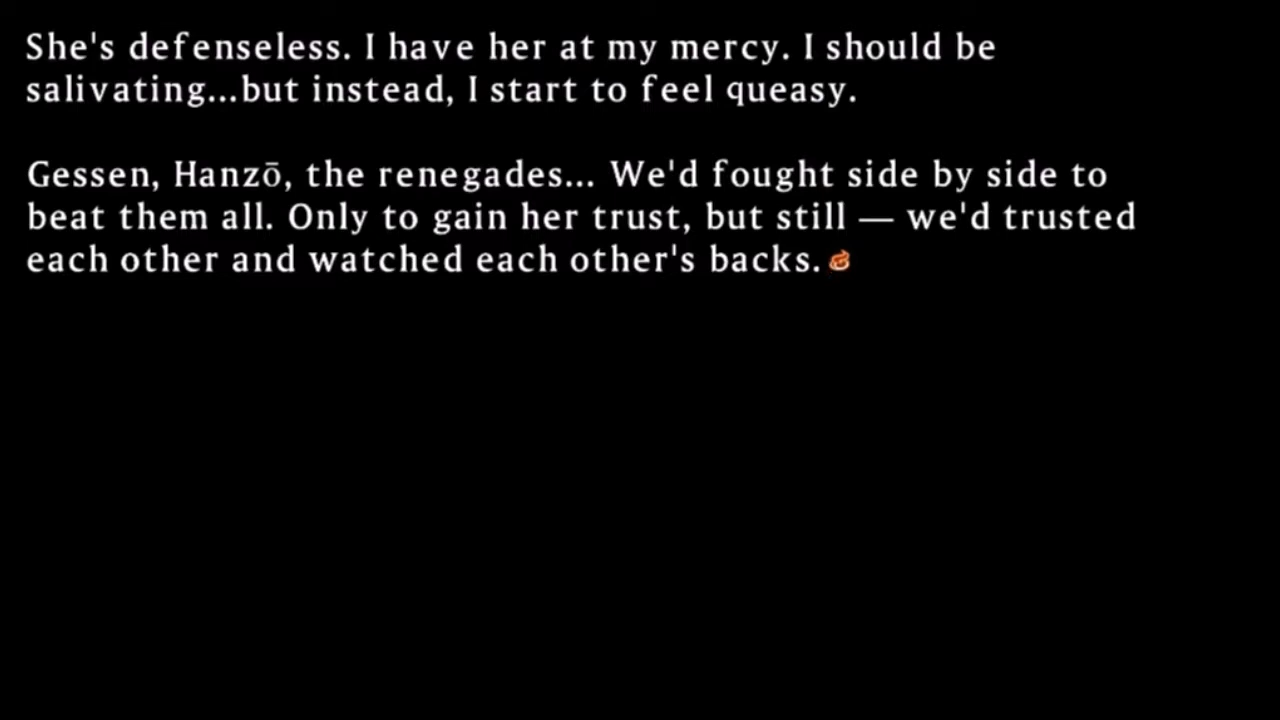 She's defenseless. I have her at my mercy. I should be
salivating...but instead, I start to feel queasy.
Gessen, Hanzō, the renegades... We'd fought side by side to
beat them all. Only to gain her trust, but still — we'd trusted
each other and watched each other's backs.